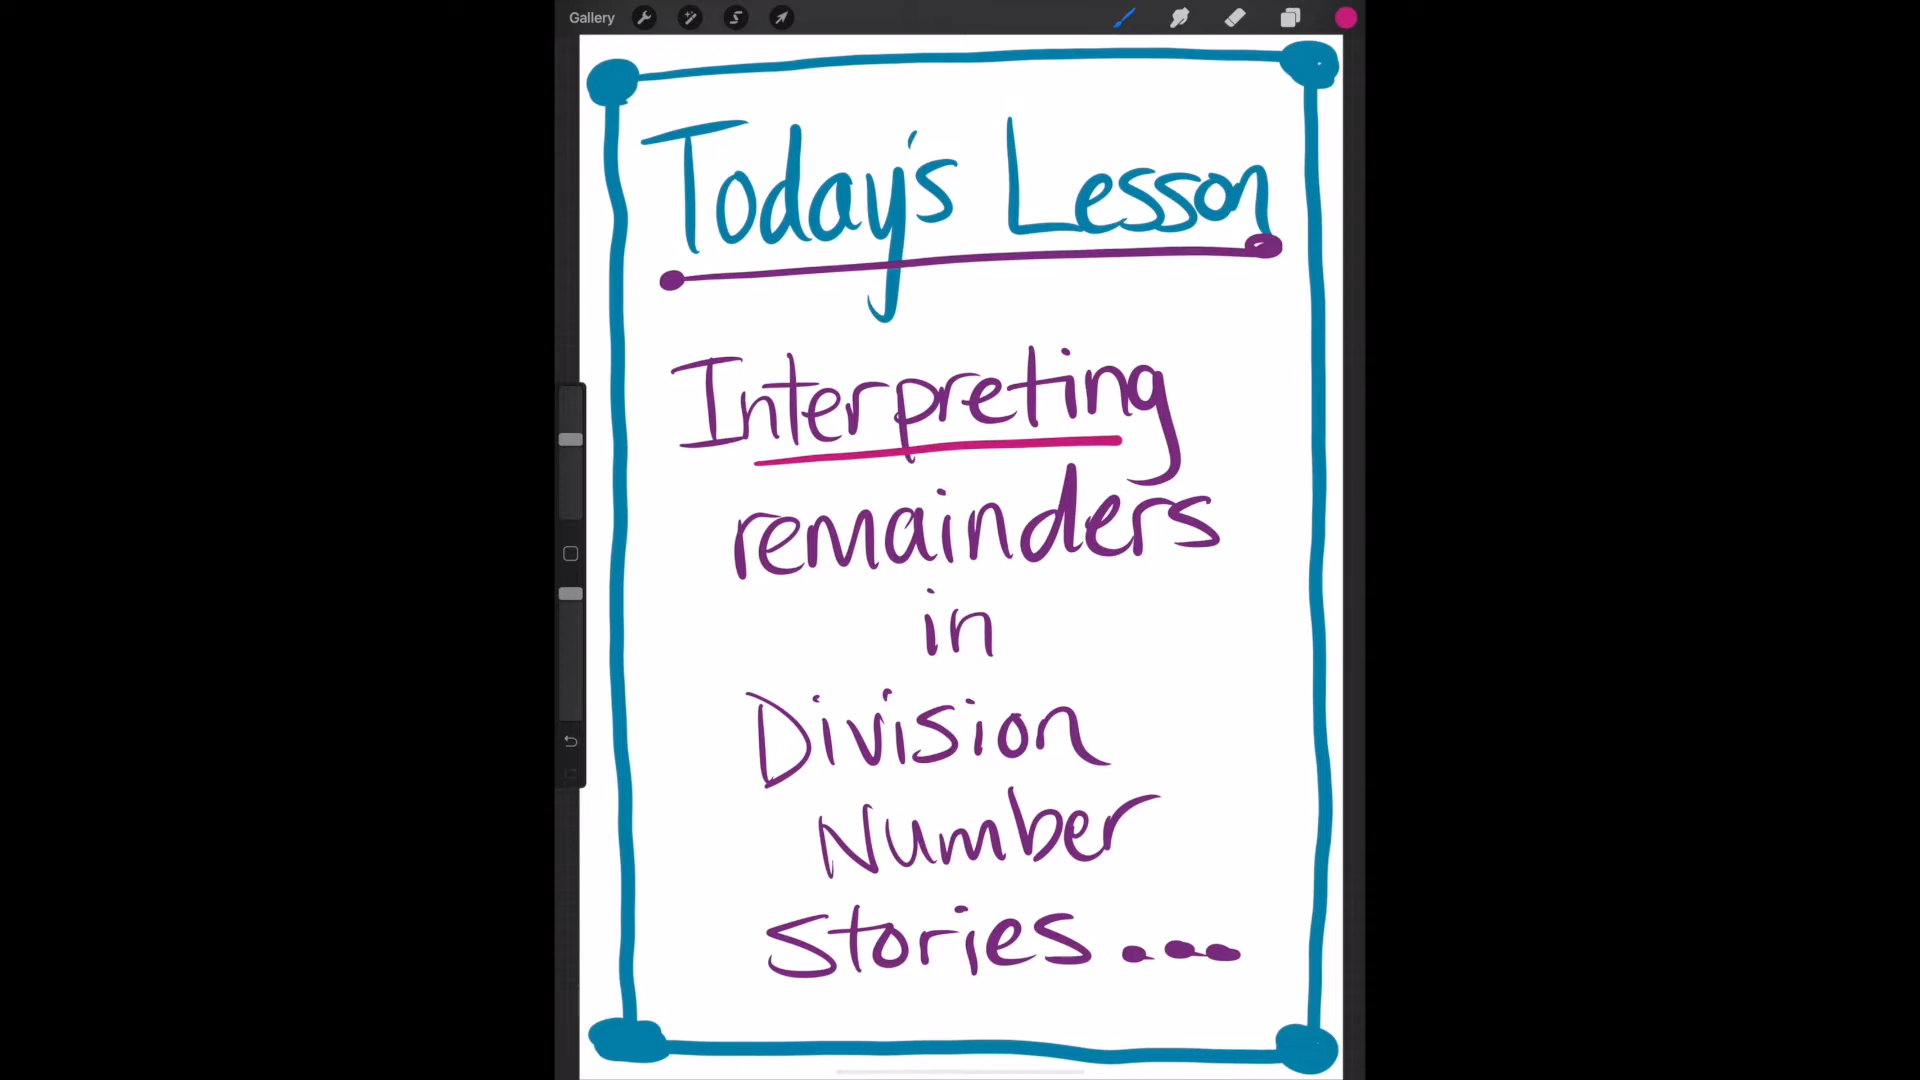 Gallery
Today's Lesson
Interpreting
remainders
in
Division
Number
Stories...